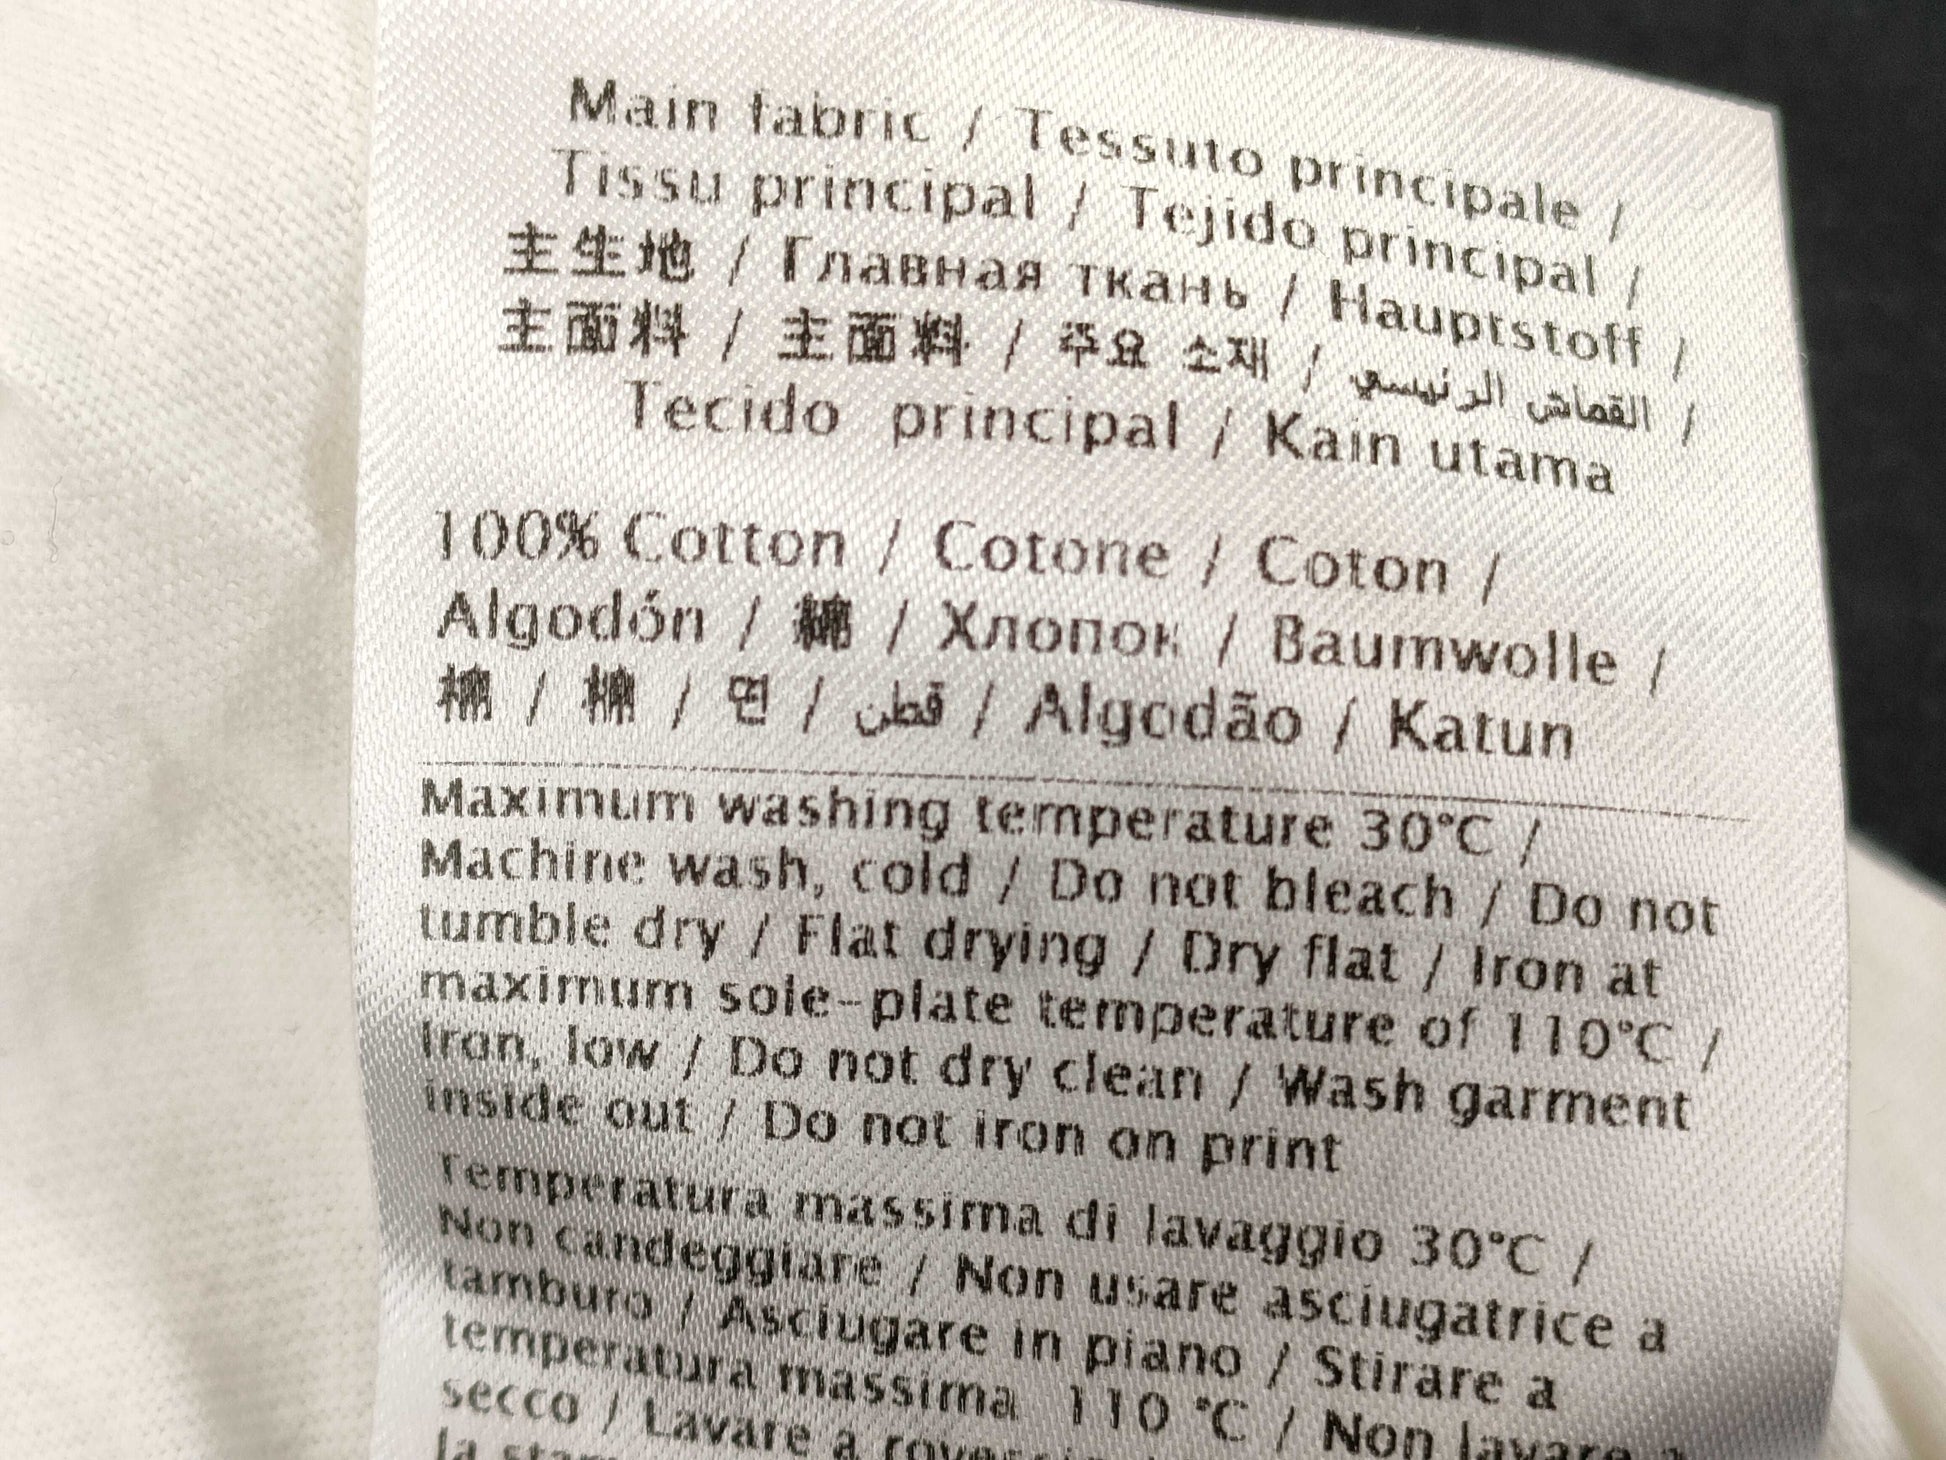 Main fabric / Tessuto principale /
Tissu principal / Tejido principal /
主生地 / Главная ткань / Hauptstoff /
主面料 / 主面料 / 주요 소재 / القماش الرئيسي /
Tecido principal / Kain utama
100% Cotton / Cotone / Coton /
Algodón / 綿 / Хлопок / Baumwolle /
棉 / 棉 / 면 / قطن / Algodão / Katun
Maximum washing temperature 30°C /
Machine wash, cold / Do not bleach / Do not
tumble dry / Flat drying / Dry flat / Iron at
maximum sole-plate temperature of 110°C /
Iron, low / Do not dry clean / Wash garment
inside out / Do not iron on print
Temperatura massima di lavaggio 30°C /
Non candeggiare / Non usare asciugatrice a
tamburo / Asciugare in piano / Stirare a
temperatura massima 110 °C / Non lavare a
secco / Lavare a
la